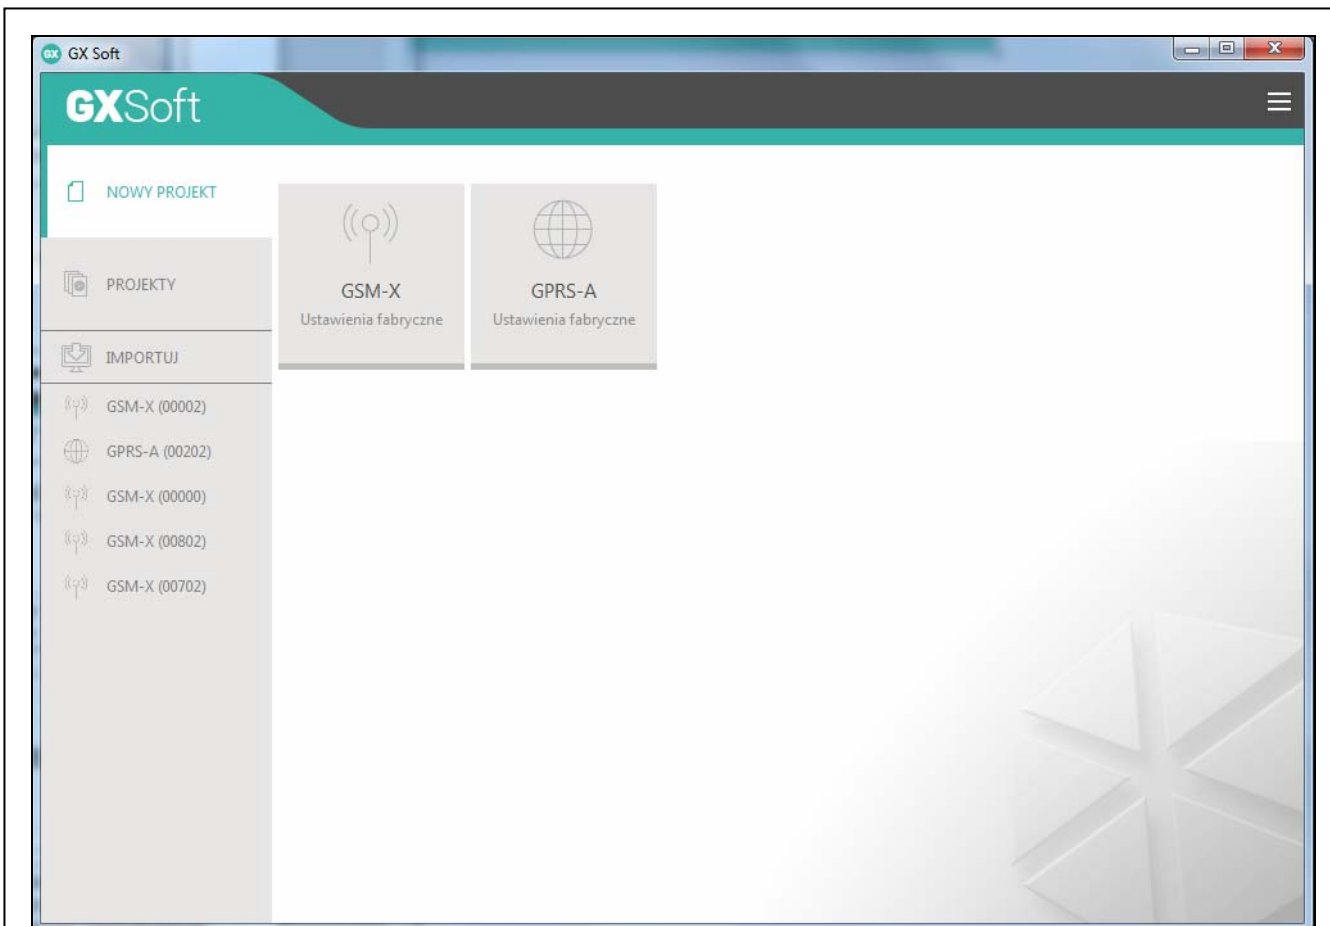 GX GX Soft
GXSoft
NOWY PROJEKT
PROJEKTY
IMPORTUJ
GSM-X (00002)
GPRS-A (00202)
GSM-X (00000)
GSM-X (00802)
GSM-X (00702)
GSM-X
Ustawienia fabryczne
GPRS-A
Ustawienia fabryczne